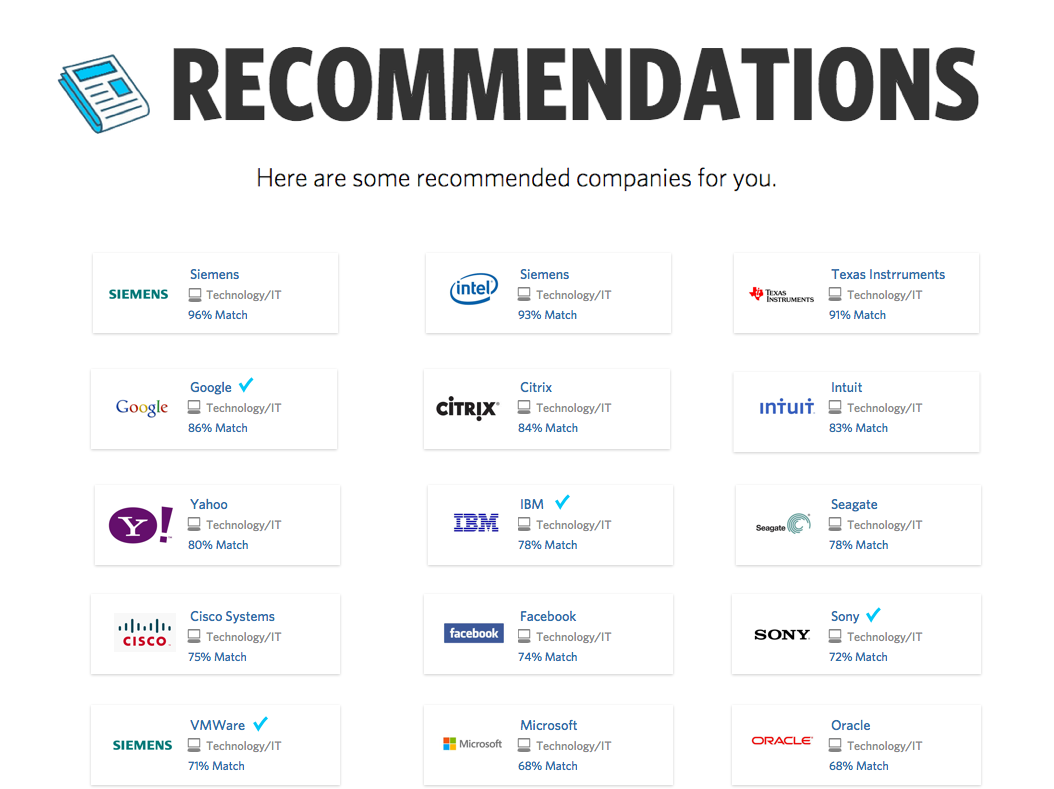 RECOMMENDATIONS
Here are some recommended companies for you.
SIEMENS
Siemens
Technology/IT
96% Match
intel
Siemens
Technology/IT
93% Match
TEXAS INSTRUMENTS
Texas Instrruments
Technology/IT
91% Match
Google
Google
Technology/IT
86% Match
CİTRIX
Citrix
Technology/IT
84% Match
intuit
Intuit
Technology/IT
83% Match
Y!
Yahoo
Technology/IT
80% Match
IBM
IBM
Technology/IT
78% Match
Seagate
Seagate
Technology/IT
78% Match
CISCO
Cisco Systems
Technology/IT
75% Match
facebook
Facebook
Technology/IT
74% Match
SONY
Sony
Technology/IT
72% Match
SIEMENS
VMWare
Technology/IT
71% Match
Microsoft
Microsoft
Technology/IT
68% Match
ORACLE
Oracle
Technology/IT
68% Match